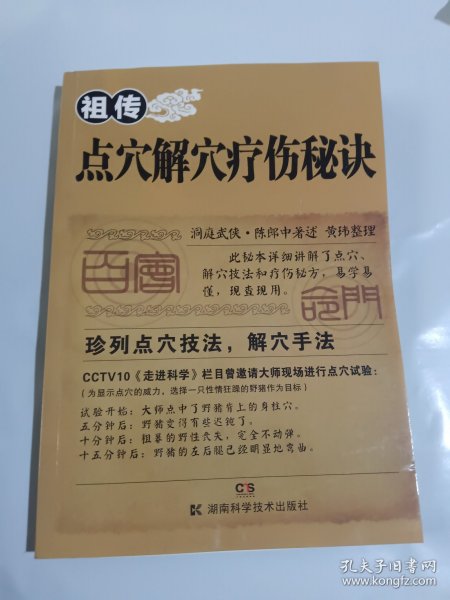 祖传
点穴解穴疗伤秘诀
洞庭武侠·陈郎中著述 黄玮整理
此秘本详细讲解了点穴、
解穴技法和疗伤秘方，易学易
懂，现查现用。
百會
命門
珍列点穴技法，解穴手法
CCTV10《走进科学》栏目曾邀请大师现场进行点穴试验：
（为显示点穴的威力，选择一只性情狂躁的野猪作为目标）
试验开始：大师点中了野猪背上的身柱穴。
五分钟后：野猪变得有些迟钝了。
十分钟后：粗暴的野性丧失，完全不动弹。
十五分钟后：野猪的左后腿已经明显地弯曲。
湖南科学技术出版社
孔夫子旧书网
www.kongfz.com